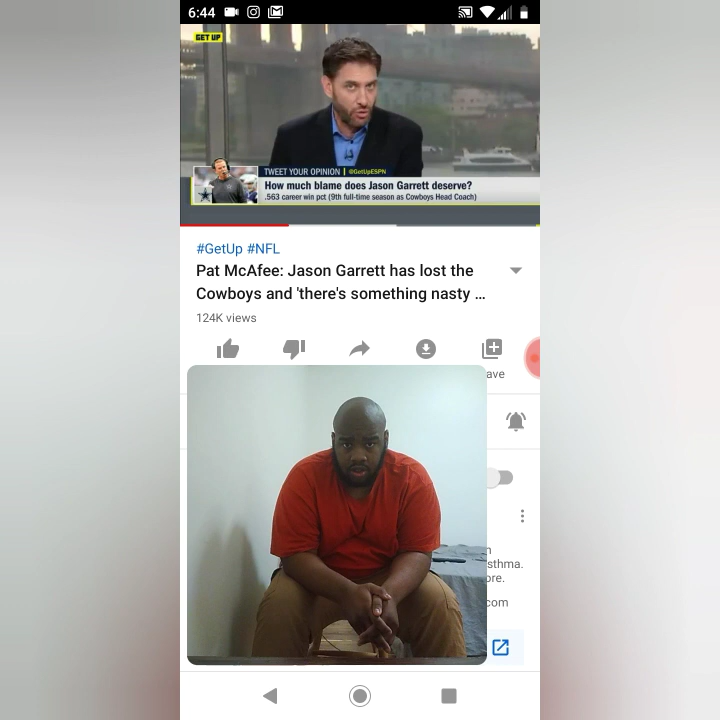 6:44
GET UP
TWEET YOUR OPINION | @GetUpESPN
How much blame does Jason Garrett deserve?
.563 career win pct (9th full-time season as Cowboys Head Coach)
#GetUp #NFL
Pat McAfee: Jason Garrett has lost the
Cowboys and 'there's something nasty ...
124K views
ave
sthma.
ore.
com